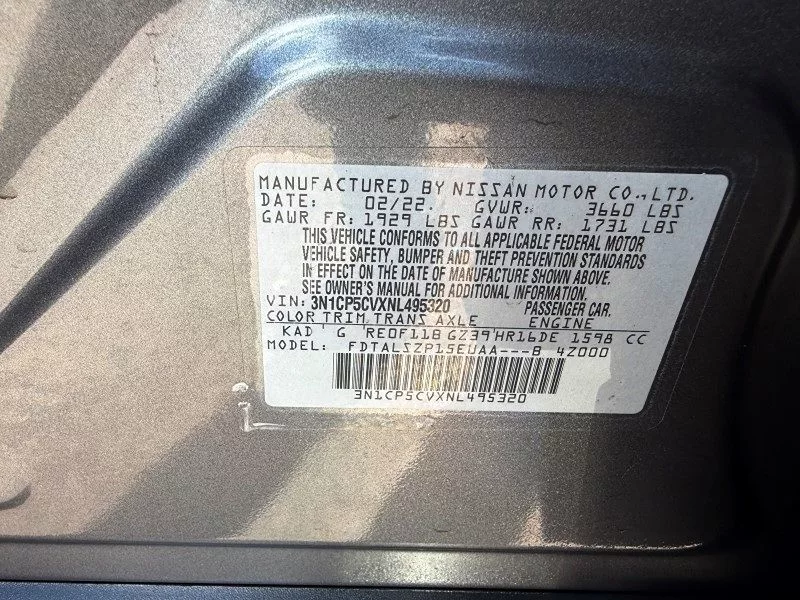 MANUFACTURED BY NISSAN MOTOR CO., LTD.
DATE: 02/22. GVWR: 3660 LBS
GAWR FR: 1929 LBS GAWR RR: 1731 LBS
THIS VEHICLE CONFORMS TO ALL APPLICABLE FEDERAL MOTOR
VEHICLE SAFETY, BUMPER AND THEFT PREVENTION STANDARDS
IN EFFECT ON THE DATE OF MANUFACTURE SHOWN ABOVE.
SEE OWNER'S MANUAL FOR ADDITIONAL INFORMATION.
VIN: 3N1CP5CVXNL495320 PASSENGER CAR.
COLOR TRIM TRANS AXLE ENGINE
KAD G RE0F11B GZ39 HR16DE 1598 CC
MODEL: FDTALSZP15EUAA---B 4Z000
3N1CP5CVXNL495320